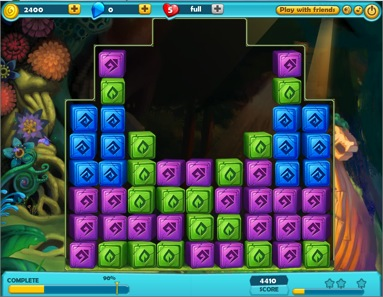 2400
0
5
full
Play with friends
COMPLETE
90%
4410
SCORE